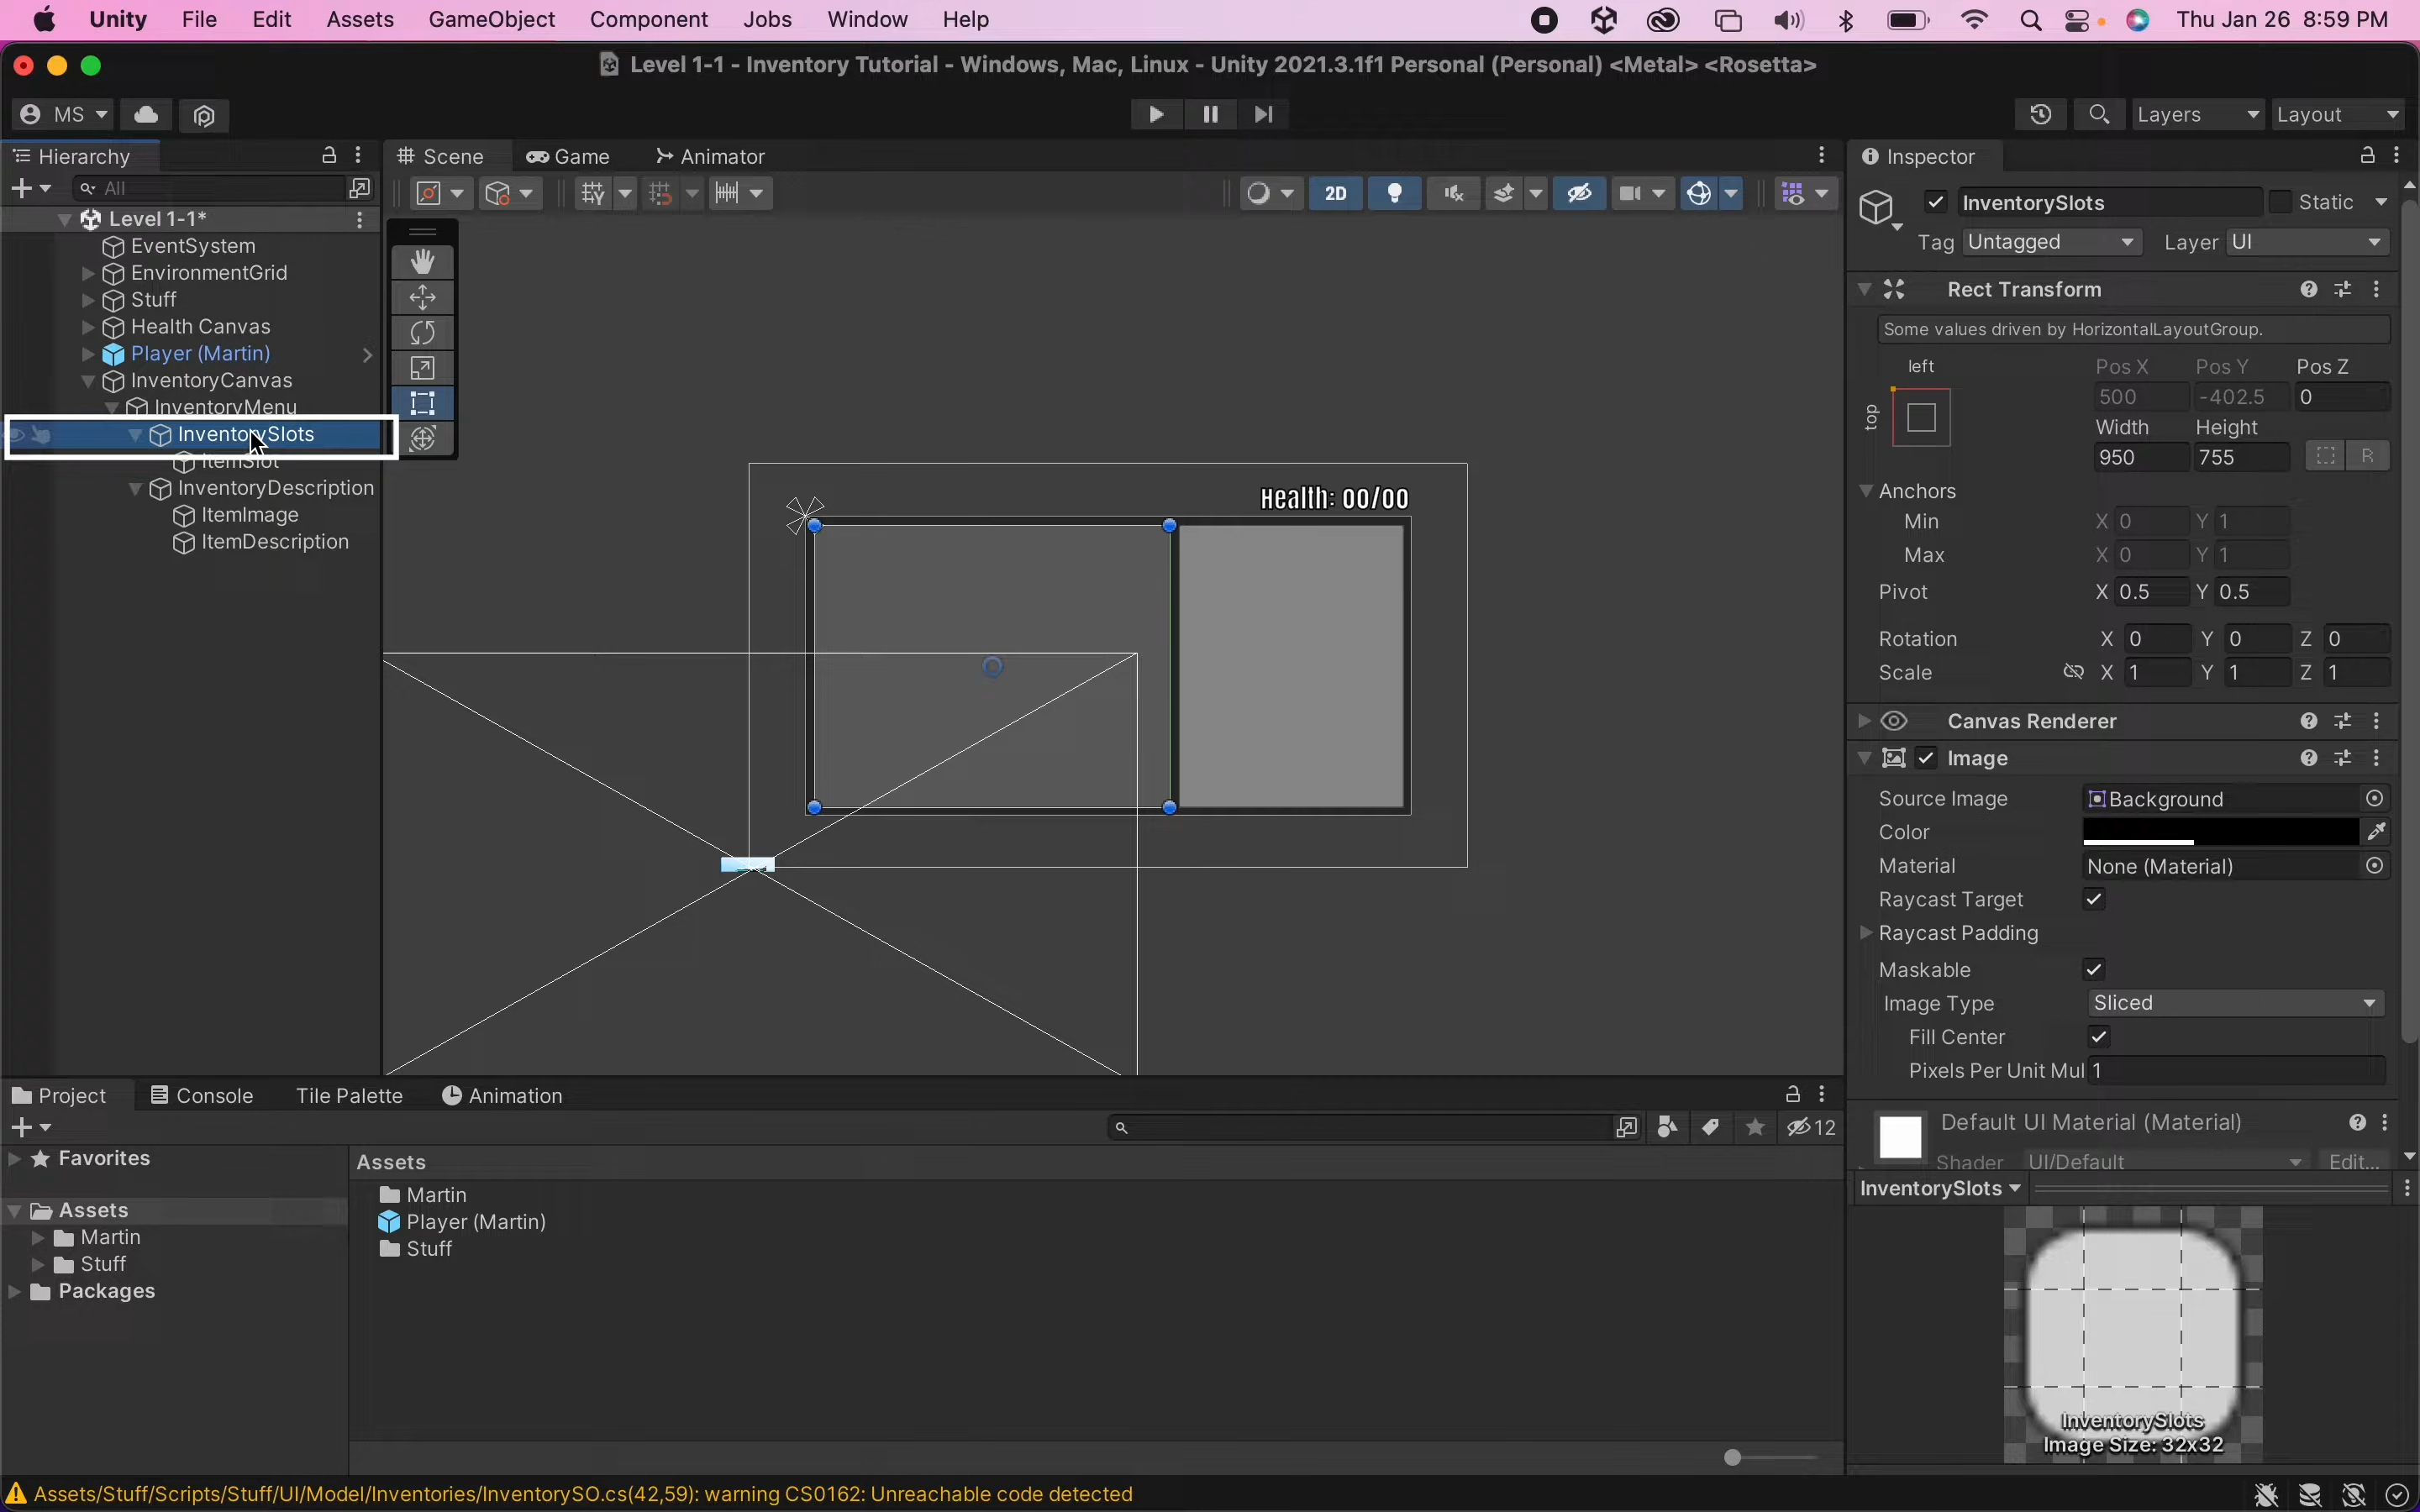 Unity File Edit Assets GameObject Component Jobs Window Help Thu Jan 26 8:59 PM
Level 1-1 - Inventory Tutorial - Windows, Mac, Linux - Unity 2021.3.1f1 Personal (Personal) <Metal> <Rosetta>
MS Layers Layout
Hierarchy Scene Game Animator Inspector
All 2D InventorySlots Static
Level 1-1*
Tag Untagged Layer UI
EventSystem
EnvironmentGrid
Stuff
Health Canvas
Player (Martin)
InventoryCanvas
InventoryMenu
InventorySlots
ItemSlot
InventoryDescription
ItemImage
ItemDescription
Health: 00/00
Rect Transform
Some values driven by HorizontalLayoutGroup.
left Pos X Pos Y Pos Z
top 500 -402.5 0
Width Height
950 755 R
Anchors
Min X 0 Y 1
Max X 0 Y 1
Pivot X 0.5 Y 0.5
Rotation X 0 Y 0 Z 0
Scale X 1 Y 1 Z 1
Canvas Renderer
Image
Source Image Background
Color
Material None (Material)
Raycast Target
Raycast Padding
Maskable
Image Type Sliced
Fill Center
Pixels Per Unit Mul 1
Default UI Material (Material)
Shader UI/Default Edit...
InventorySlots
InventorySlots
Image Size: 32x32
Project Console Tile Palette Animation
12
Favorites
Assets
Martin
Stuff
Packages
Assets
Martin
Player (Martin)
Stuff
Assets/Stuff/Scripts/Stuff/UI/Model/Inventories/InventorySO.cs(42,59): warning CS0162: Unreachable code detected